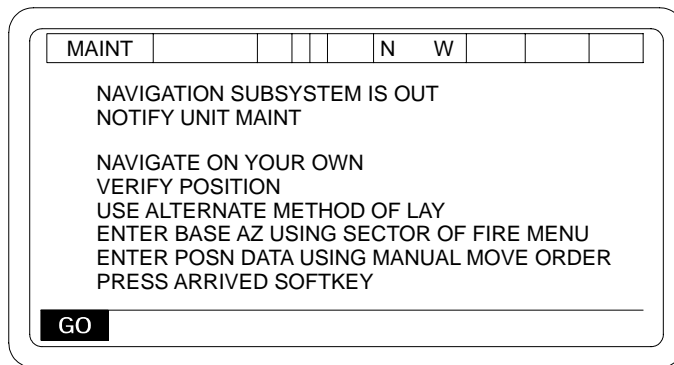 MAINT N W
NAVIGATION SUBSYSTEM IS OUT
NOTIFY UNIT MAINT
NAVIGATE ON YOUR OWN
VERIFY POSITION
USE ALTERNATE METHOD OF LAY
ENTER BASE AZ USING SECTOR OF FIRE MENU
ENTER POSN DATA USING MANUAL MOVE ORDER
PRESS ARRIVED SOFTKEY
GO